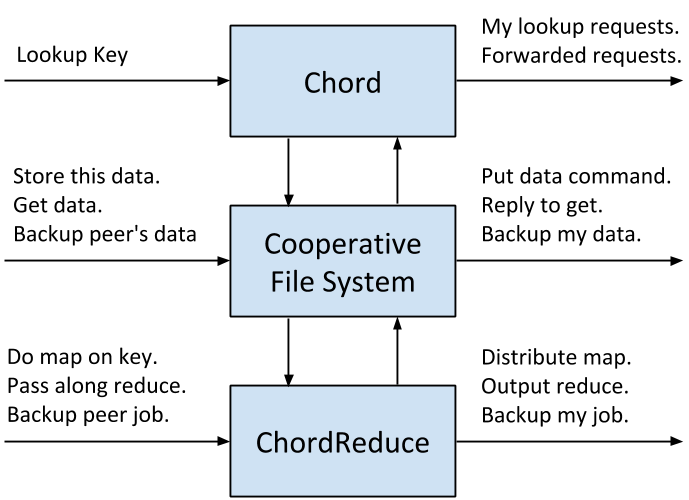 Lookup Key
Chord
My lookup requests.
Forwarded requests.
Store this data.
Get data.
Backup peer's data
Cooperative
File System
Put data command.
Reply to get.
Backup my data.
Do map on key.
Pass along reduce.
Backup peer job.
ChordReduce
Distribute map.
Output reduce.
Backup my job.